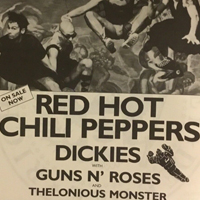 ON SALE
NOW
RED HOT
CHILI PEPPERS
DICKIES
WITH
GUNS N' ROSES
AND
THELONIOUS MONSTER